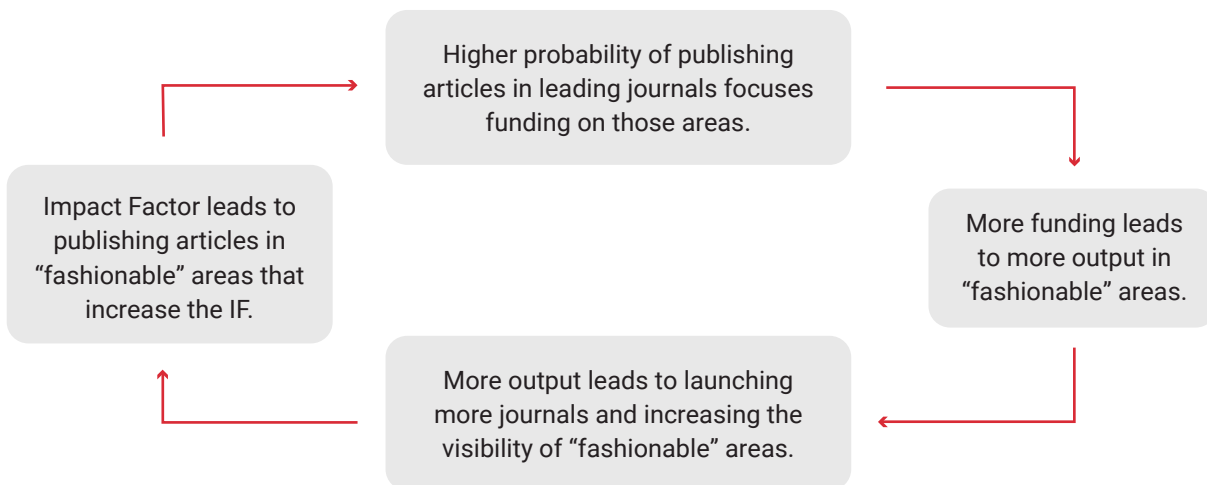 Higher probability of publishing
articles in leading journals focuses
funding on those areas.
Impact Factor leads to
publishing articles in
“fashionable” areas that
increase the IF.
More funding leads
to more output in
“fashionable” areas.
More output leads to launching
more journals and increasing the
visibility of “fashionable” areas.